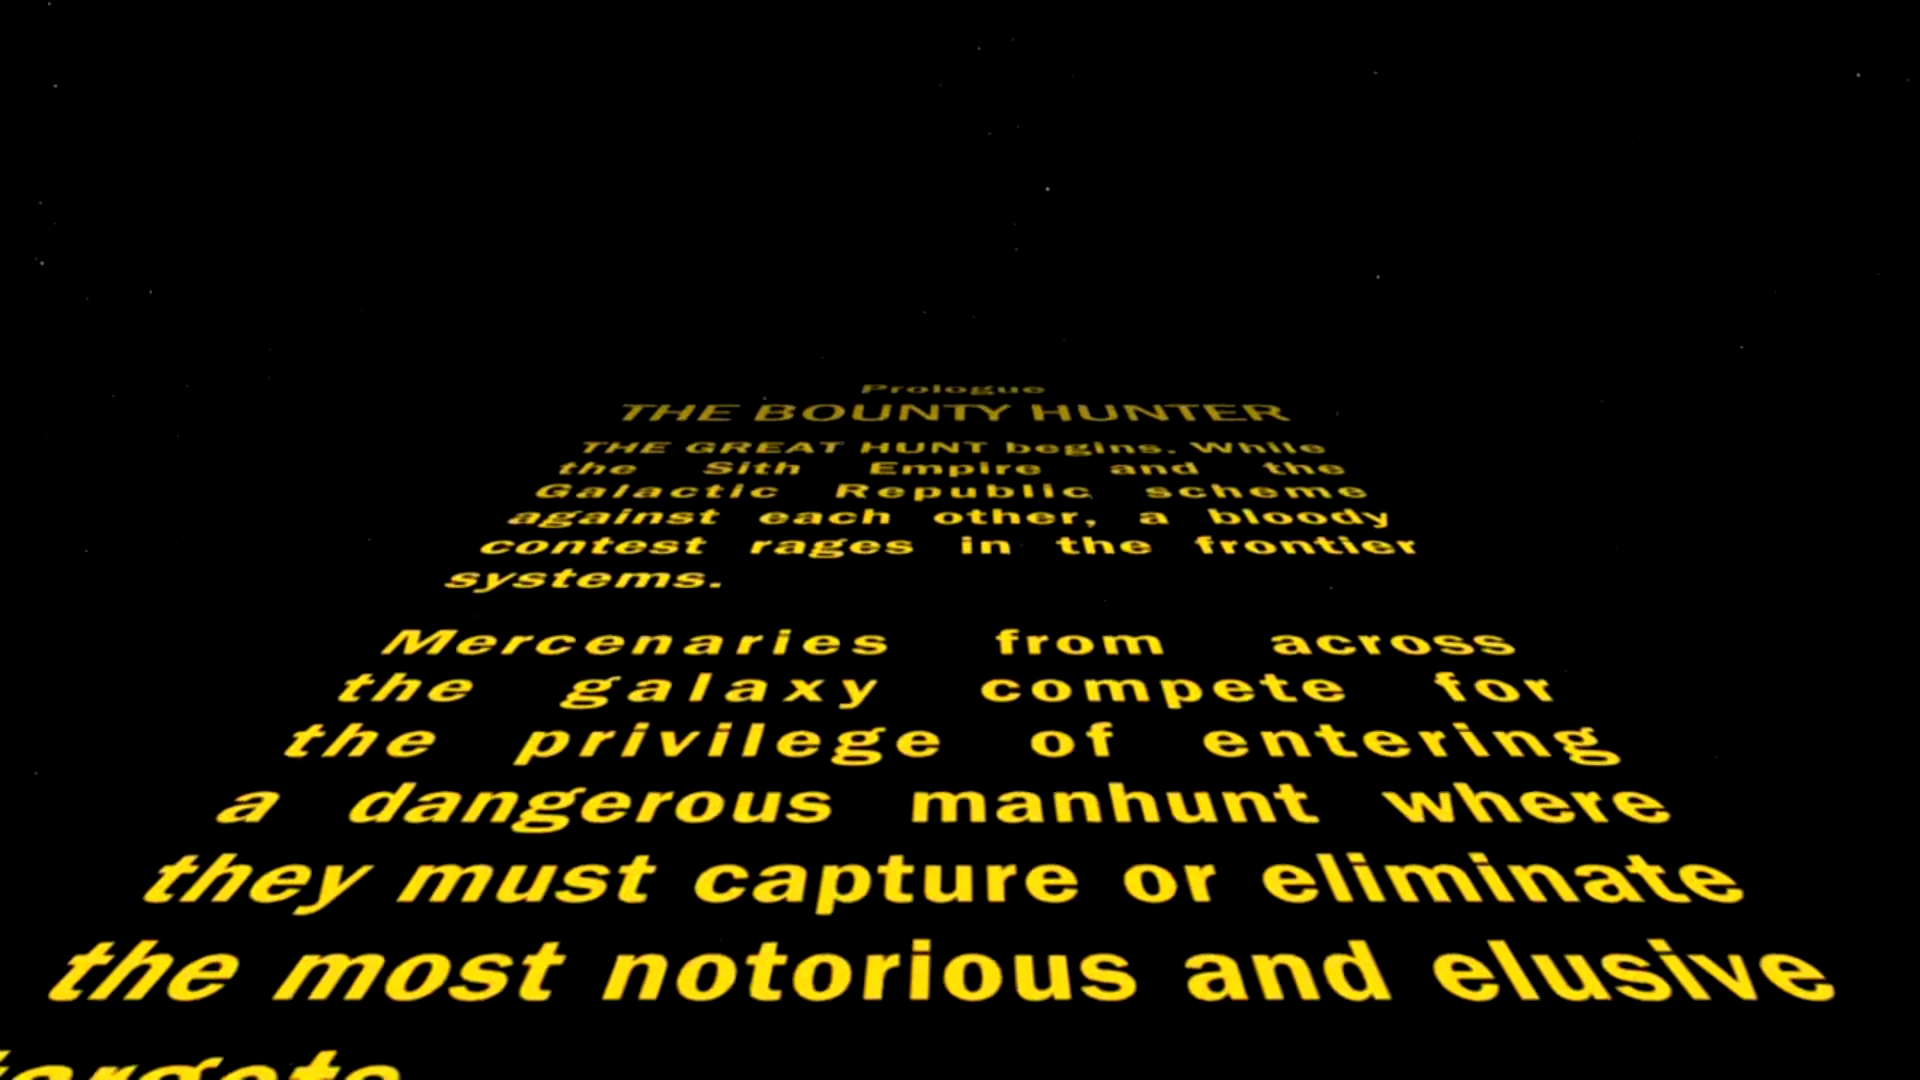 Prologue
THE BOUNTY HUNTER
THE GREAT HUNT begins. While
the Sith Empire and the
Galactic Republic scheme
against each other, a bloody
contest rages in the frontier
systems.
Mercenaries from across
the galaxy compete for
the privilege of entering
a dangerous manhunt where
they must capture or eliminate
the most notorious and elusive
targets